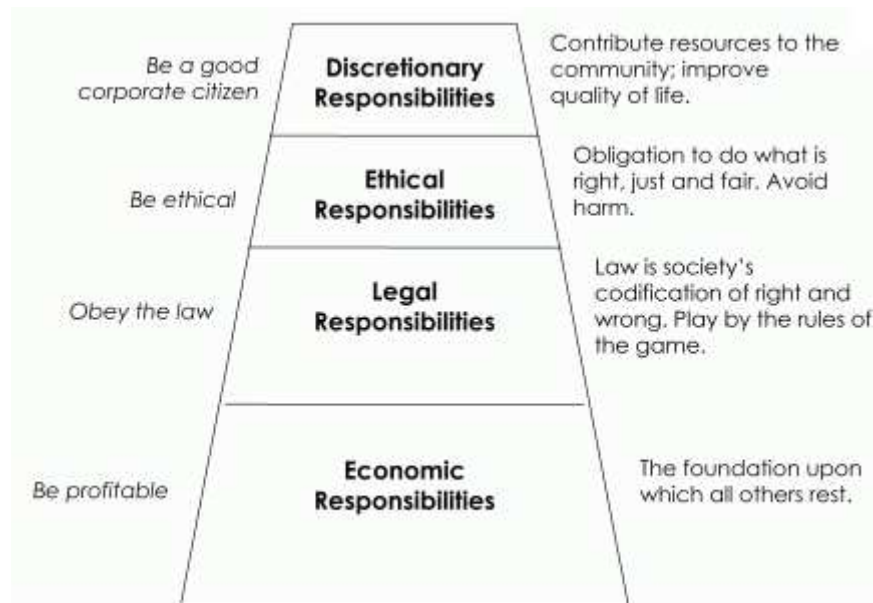 Be a good
corporate citizen
Discretionary
Responsibilities
Contribute resources to the
community; improve
quality of life.
Be ethical
Ethical
Responsibilities
Obligation to do what is
right, just and fair. Avoid
harm.
Obey the law
Legal
Responsibilities
Law is society's
codification of right and
wrong. Play by the rules of
the game.
Be profitable
Economic
Responsibilities
The foundation upon
which all others rest.